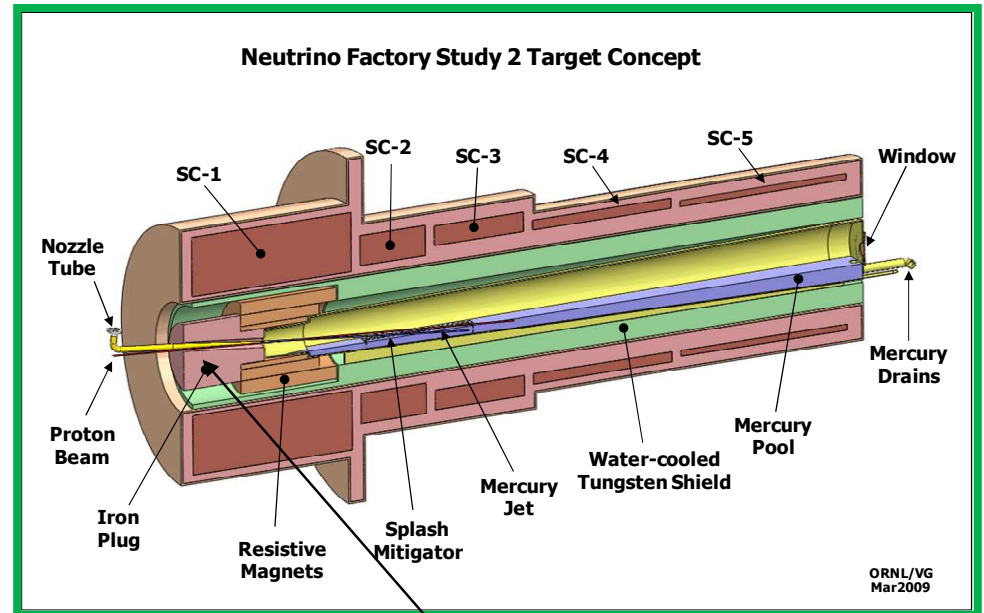 Neutrino Factory Study 2 Target Concept
SC-1
SC-2
SC-3
SC-4
SC-5
Window
Nozzle
Tube
Proton
Beam
Iron
Plug
Resistive
Magnets
Splash
Mitigator
Mercury
Jet
Water-cooled
Tungsten Shield
Mercury
Pool
Mercury
Drains
ORNL/VG
Mar2009